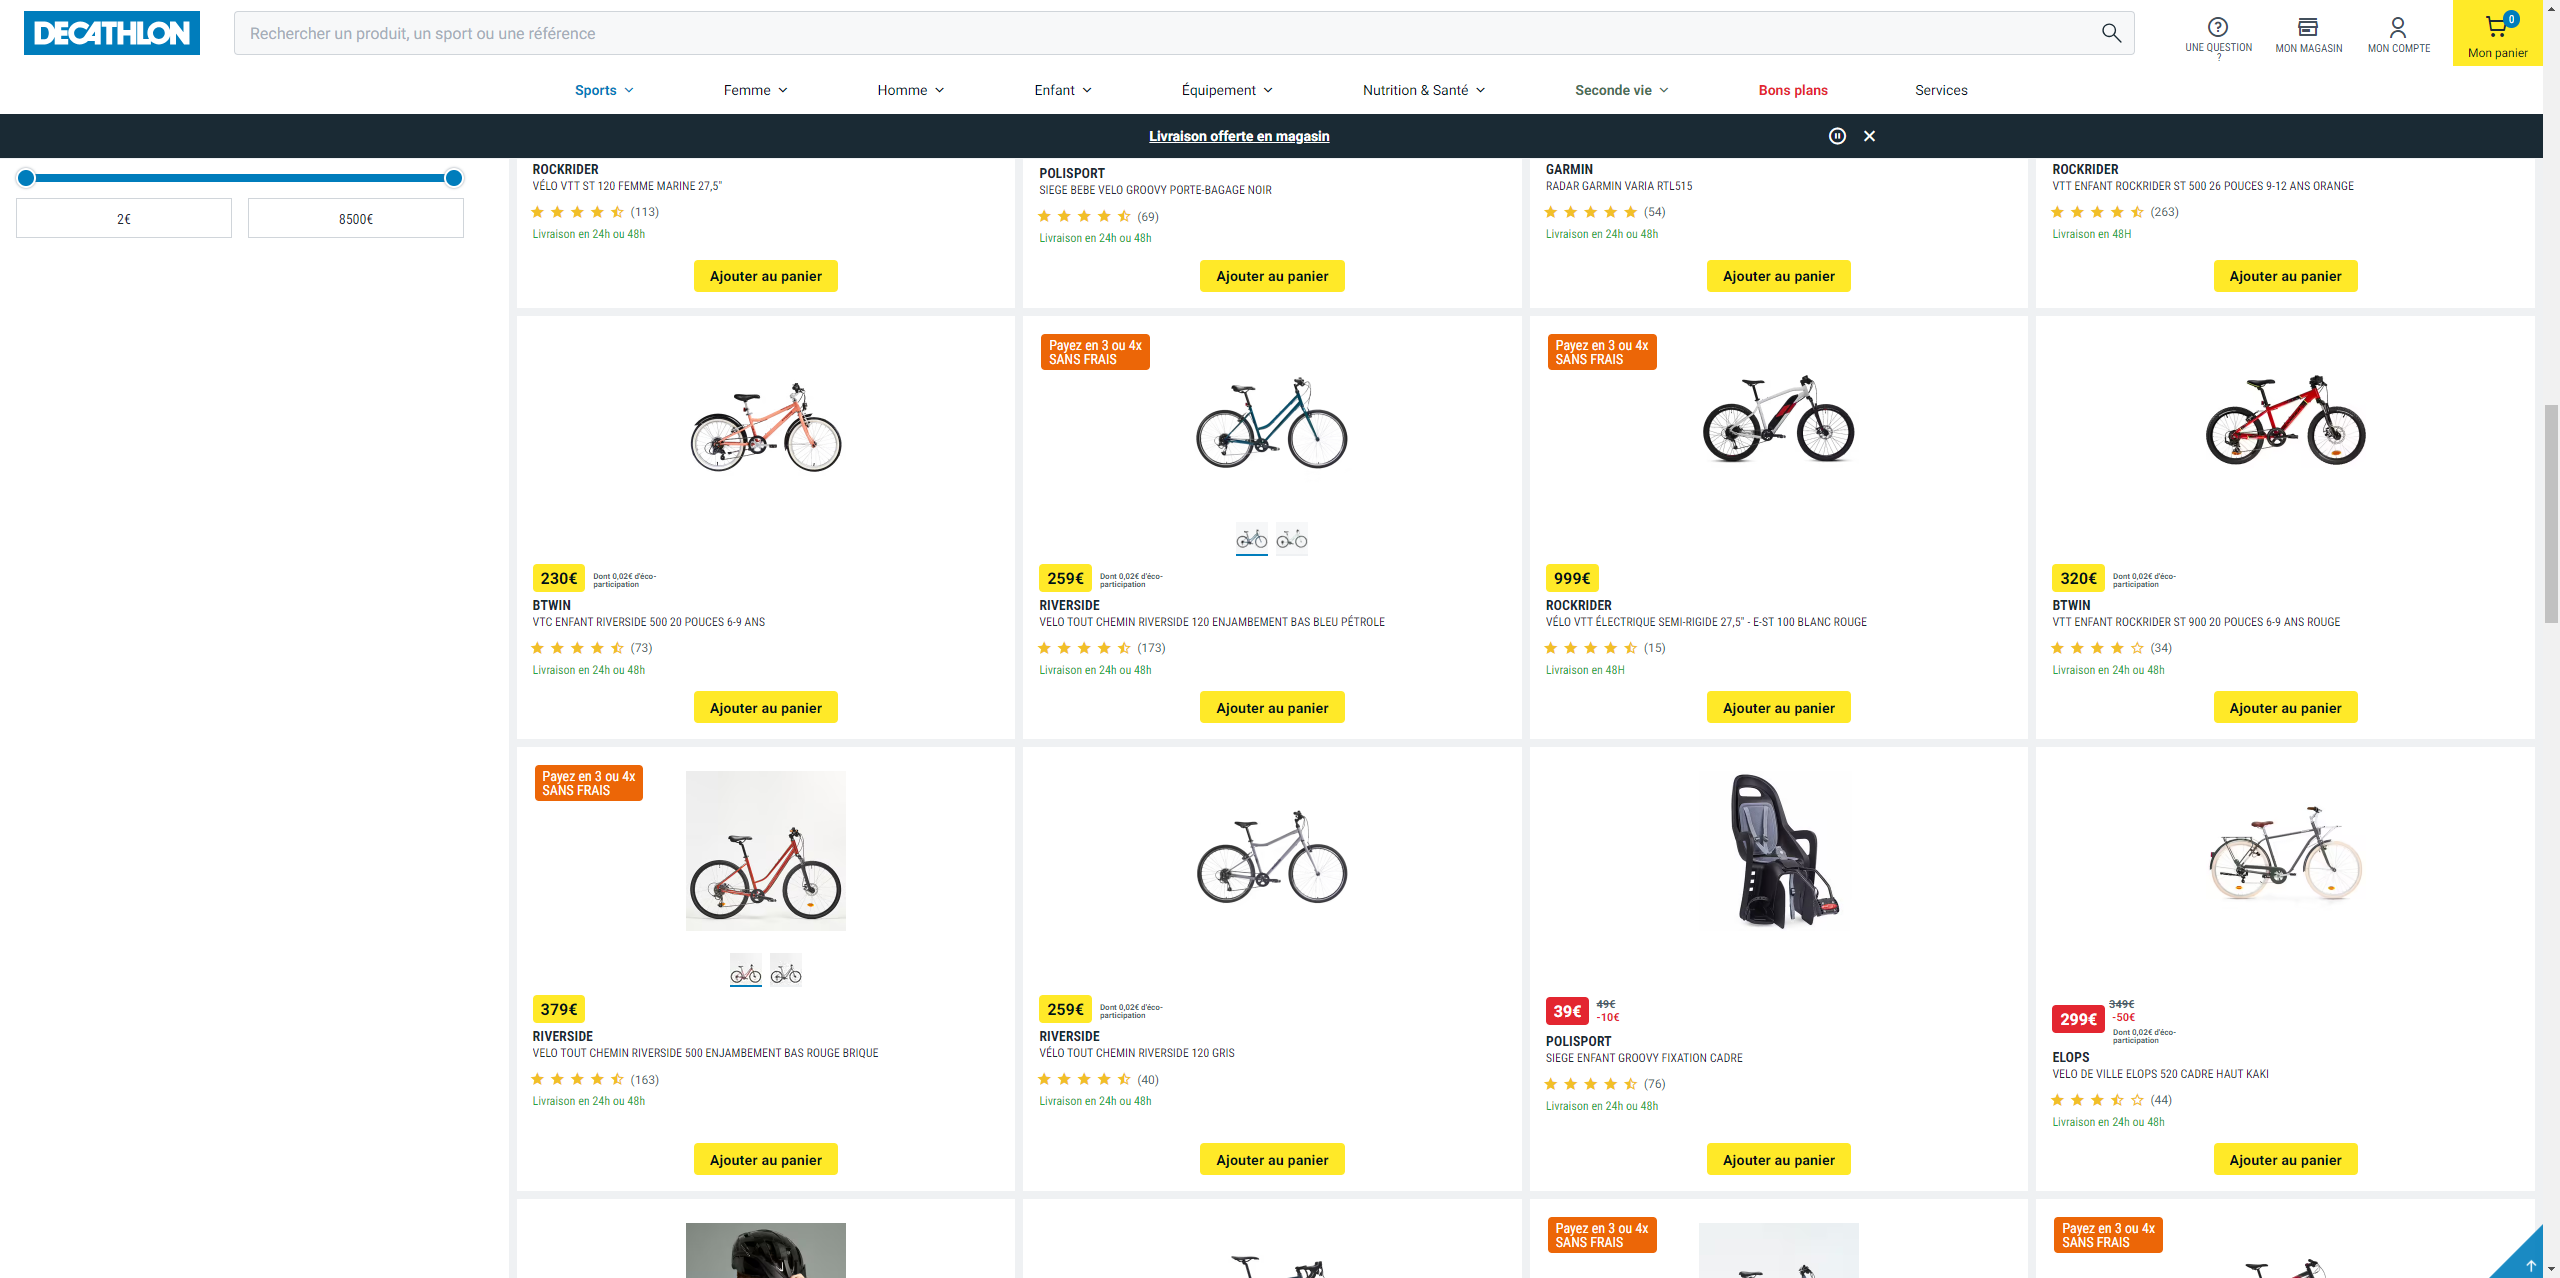 DECATHLON
Rechercher un produit, un sport ou une référence
UNE QUESTION ?
MON MAGASIN
MON COMPTE
0
Mon panier
Sports
Femme
Homme
Enfant
Équipement
Nutrition & Santé
Seconde vie
Bons plans
Services
Livraison offerte en magasin
2€
8500€
ROCKRIDER
VÉLO VTT ST 120 FEMME MARINE 27,5"
(113)
Livraison en 24h ou 48h
Ajouter au panier
POLISPORT
SIEGE BEBE VELO GROOVY PORTE-BAGAGE NOIR
(69)
Livraison en 24h ou 48h
Ajouter au panier
GARMIN
RADAR GARMIN VARIA RTL515
(54)
Livraison en 24h ou 48h
Ajouter au panier
ROCKRIDER
VTT ENFANT ROCKRIDER ST 500 26 POUCES 9-12 ANS ORANGE
(263)
Livraison en 48H
Ajouter au panier
230€
Dont 0,02€ d'éco-
participation
BTWIN
VTC ENFANT RIVERSIDE 500 20 POUCES 6-9 ANS
(73)
Livraison en 24h ou 48h
Ajouter au panier
Payez en 3 ou 4x
SANS FRAIS
259€
Dont 0,02€ d'éco-
participation
RIVERSIDE
VELO TOUT CHEMIN RIVERSIDE 120 ENJAMBEMENT BAS BLEU PÉTROLE
(173)
Livraison en 24h ou 48h
Ajouter au panier
Payez en 3 ou 4x
SANS FRAIS
999€
ROCKRIDER
VÉLO VTT ÉLECTRIQUE SEMI-RIGIDE 27,5" - E-ST 100 BLANC ROUGE
(15)
Livraison en 48H
Ajouter au panier
320€
Dont 0,02€ d'éco-
participation
BTWIN
VTT ENFANT ROCKRIDER ST 900 20 POUCES 6-9 ANS ROUGE
(34)
Livraison en 24h ou 48h
Ajouter au panier
Payez en 3 ou 4x
SANS FRAIS
379€
RIVERSIDE
VELO TOUT CHEMIN RIVERSIDE 500 ENJAMBEMENT BAS ROUGE BRIQUE
(163)
Livraison en 24h ou 48h
Ajouter au panier
259€
Dont 0,02€ d'éco-
participation
RIVERSIDE
VÉLO TOUT CHEMIN RIVERSIDE 120 GRIS
(40)
Livraison en 24h ou 48h
Ajouter au panier
39€
49€
-10€
POLISPORT
SIEGE ENFANT GROOVY FIXATION CADRE
(76)
Livraison en 24h ou 48h
Ajouter au panier
299€
349€
-50€
Dont 0,02€ d'éco-
participation
ELOPS
VELO DE VILLE ELOPS 520 CADRE HAUT KAKI
(44)
Livraison en 24h ou 48h
Ajouter au panier
Payez en 3 ou 4x
SANS FRAIS
Payez en 3 ou 4x
SANS FRAIS